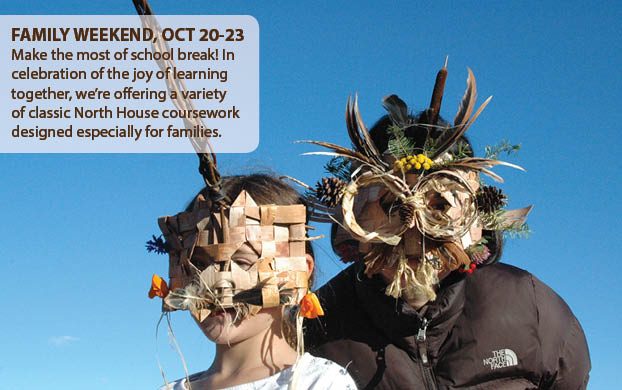 FAMILY WEEKEND, OCT 20-23
Make the most of school break! In
celebration of the joy of learning
together, we’re offering a variety
of classic North House coursework
designed especially for families.
THE
NORTH
FACE